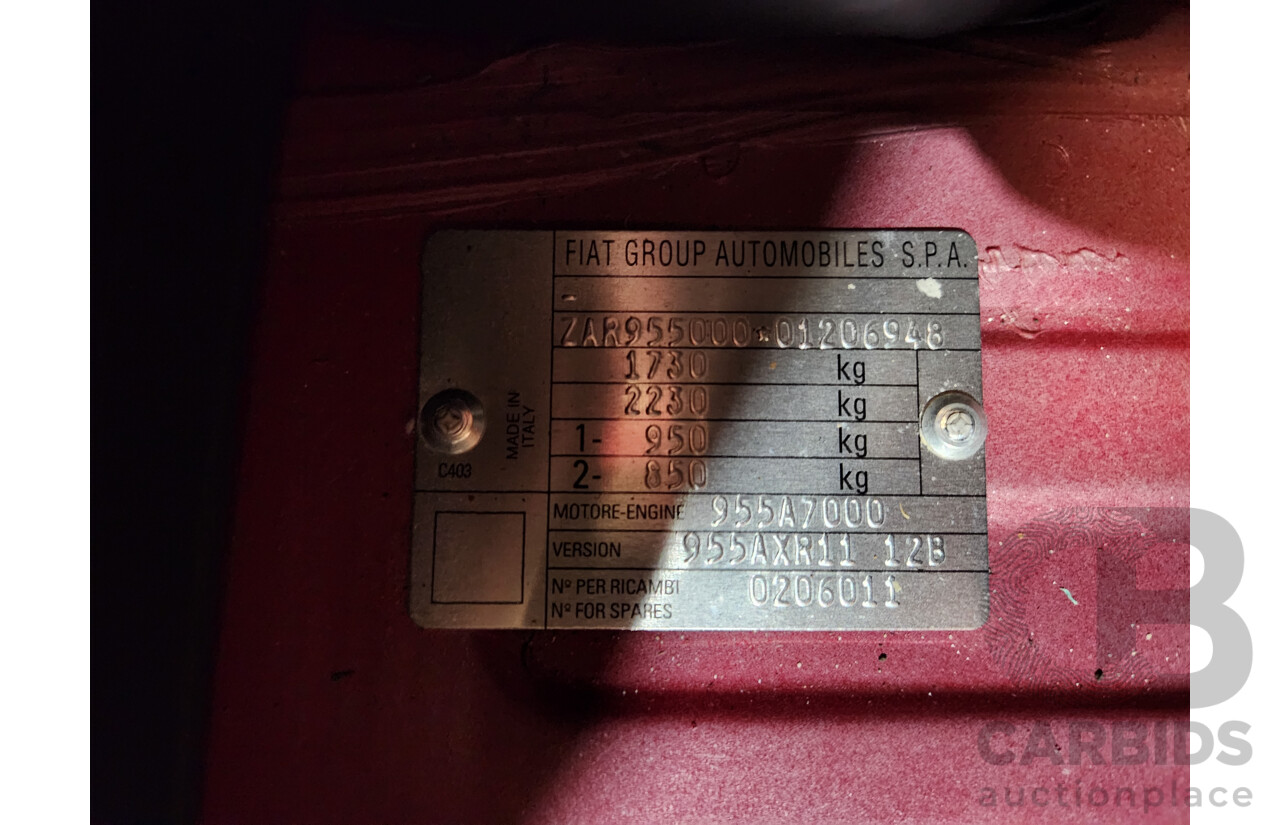 FIAT GROUP AUTOMOBILES S.P.A.
-
ZAR955000*01206948
1730 kg
2230 kg
1- 950 kg
2- 850 kg
MADE IN
ITALY
C403
MOTORE-ENGINE 955A7000
VERSION 955AXR11 12B
Nº PER RICAMBI
Nº FOR SPARES 0206011
CB
CARBIDS
auctionplace